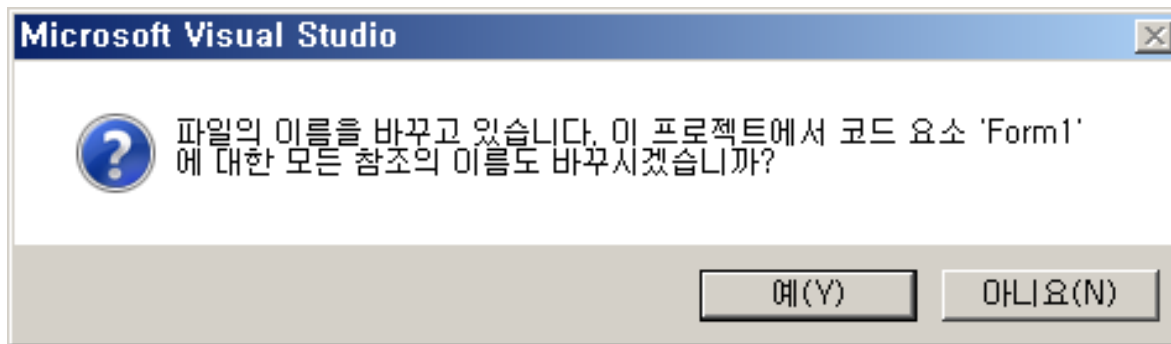 Microsoft Visual Studio
파일의 이름을 바꾸고 있습니다. 이 프로젝트에서 코드 요소 'Form1'
에 대한 모든 참조의 이름도 바꾸시겠습니까?
예(Y) 아니요(N)